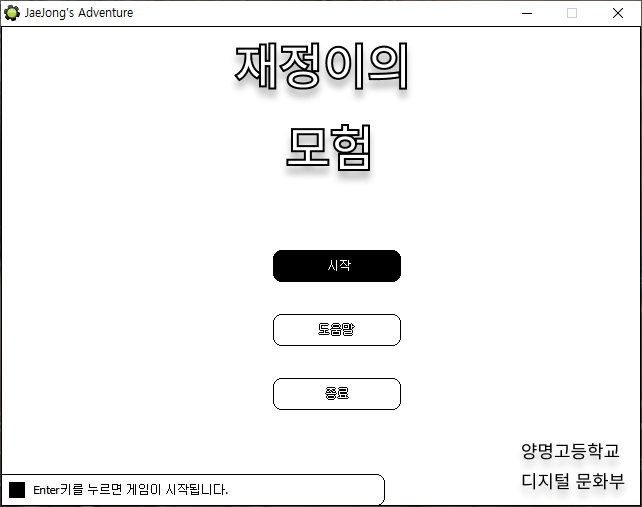 JaeJong's Adventure
재정이의
모험
시작
도움말
종료
양명고등학교
디지털 문화부
Enter키를 누르면 게임이 시작됩니다.